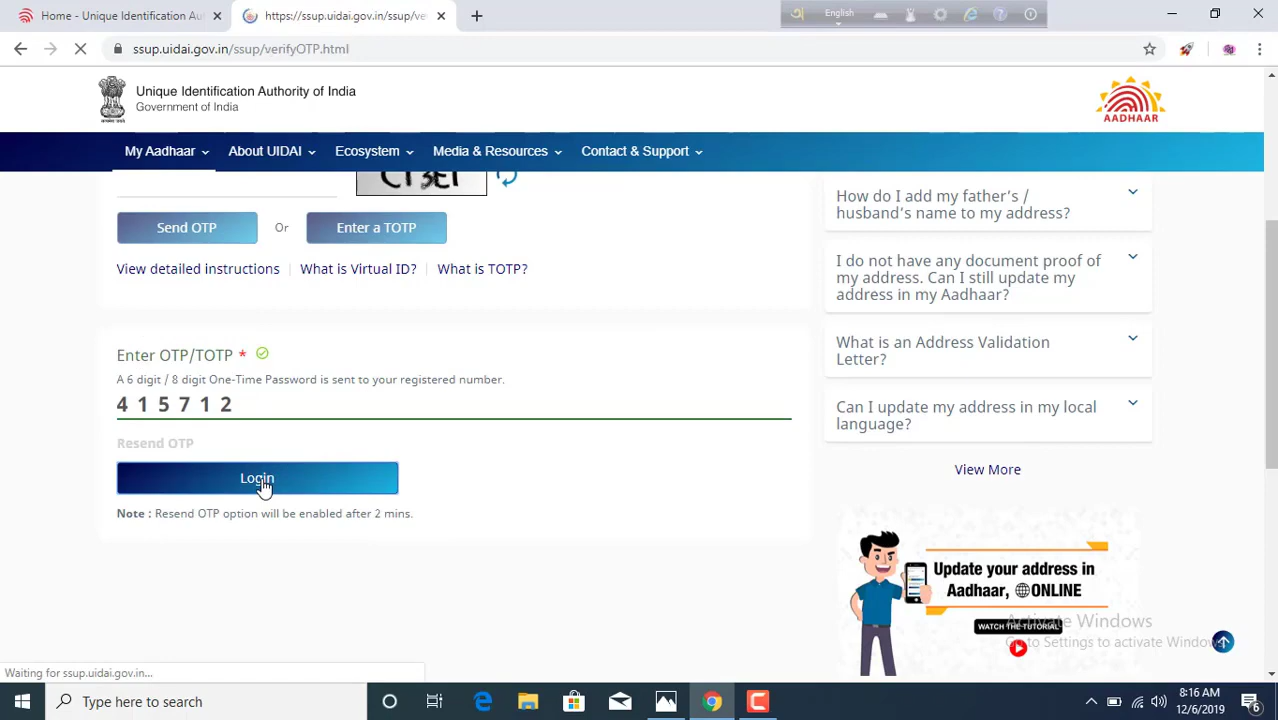 Home - Unique Identification Auth
https://ssup.uidai.gov.in/ssup/ve
English
ssup.uidai.gov.in/ssup/verifyOTP.html
Unique Identification Authority of India
Government of India
AADHAAR
My Aadhaar
About UIDAI
Ecosystem
Media & Resources
Contact & Support
Send OTP
Or
Enter a TOTP
View detailed instructions
What is Virtual ID?
What is TOTP?
Enter OTP/TOTP *
A 6 digit / 8 digit One-Time Password is sent to your registered number.
4 1 5 7 1 2
Resend OTP
Login
Note : Resend OTP option will be enabled after 2 mins.
How do I add my father's /
husband's name to my address?
I do not have any document proof of
my address. Can I still update my
address in my Aadhaar?
What is an Address Validation
Letter?
Can I update my address in my local
language?
View More
Update your address in
Aadhaar, ONLINE
WATCH THE TUTORIAL
Activate Windows
Go to Settings to activate Windows.
Waiting for ssup.uidai.gov.in...
Type here to search
8:16 AM
12/6/2019
6